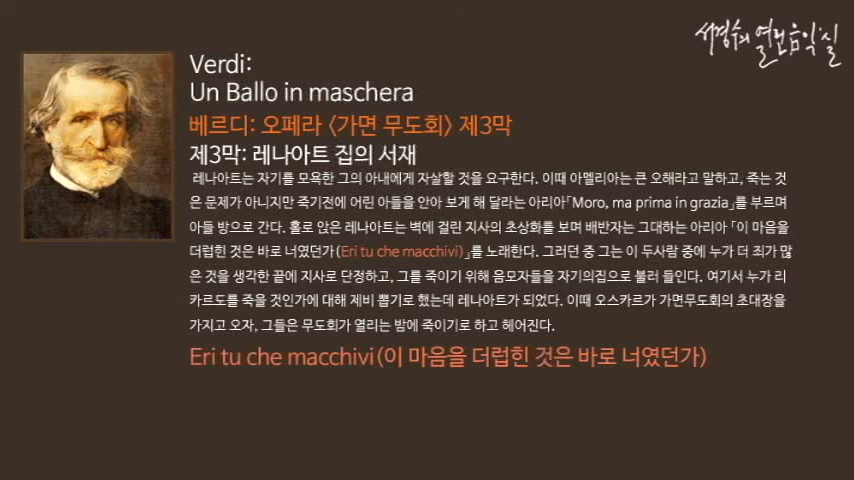 서경수의 열린음악실
Verdi:
Un Ballo in maschera
베르디: 오페라 〈가면 무도회〉 제3막
제3막: 레나아트 집의 서재
레나아트는 자기를 모욕한 그의 아내에게 자살할 것을 요구한다. 이때 아멜리아는 큰 오해라고 말하고, 죽는 것
은 문제가 아니지만 죽기전에 어린 아들을 안아 보게 해 달라는 아리아「Moro, ma prima in grazia」를 부르며
아들 방으로 간다. 홀로 앉은 레나아트는 벽에 걸린 지사의 초상화를 보며 배반자는 그대하는 아리아 「이 마음을
더럽힌 것은 바로 너였던가(Eri tu che macchivi)」를 노래한다. 그러던 중 그는 이 두사람 중에 누가 더 죄가 많
은 것을 생각한 끝에 지사로 단정하고, 그를 죽이기 위해 음모자들을 자기의집으로 불러 들인다. 여기서 누가 리
카르도를 죽을 것인가에 대해 제비 뽑기로 했는데 레나아트가 되었다. 이때 오스카르가 가면무도회의 초대장을
가지고 오자, 그들은 무도회가 열리는 밤에 죽이기로 하고 헤어진다.
Eri tu che macchivi(이 마음을 더럽힌 것은 바로 너였던가)